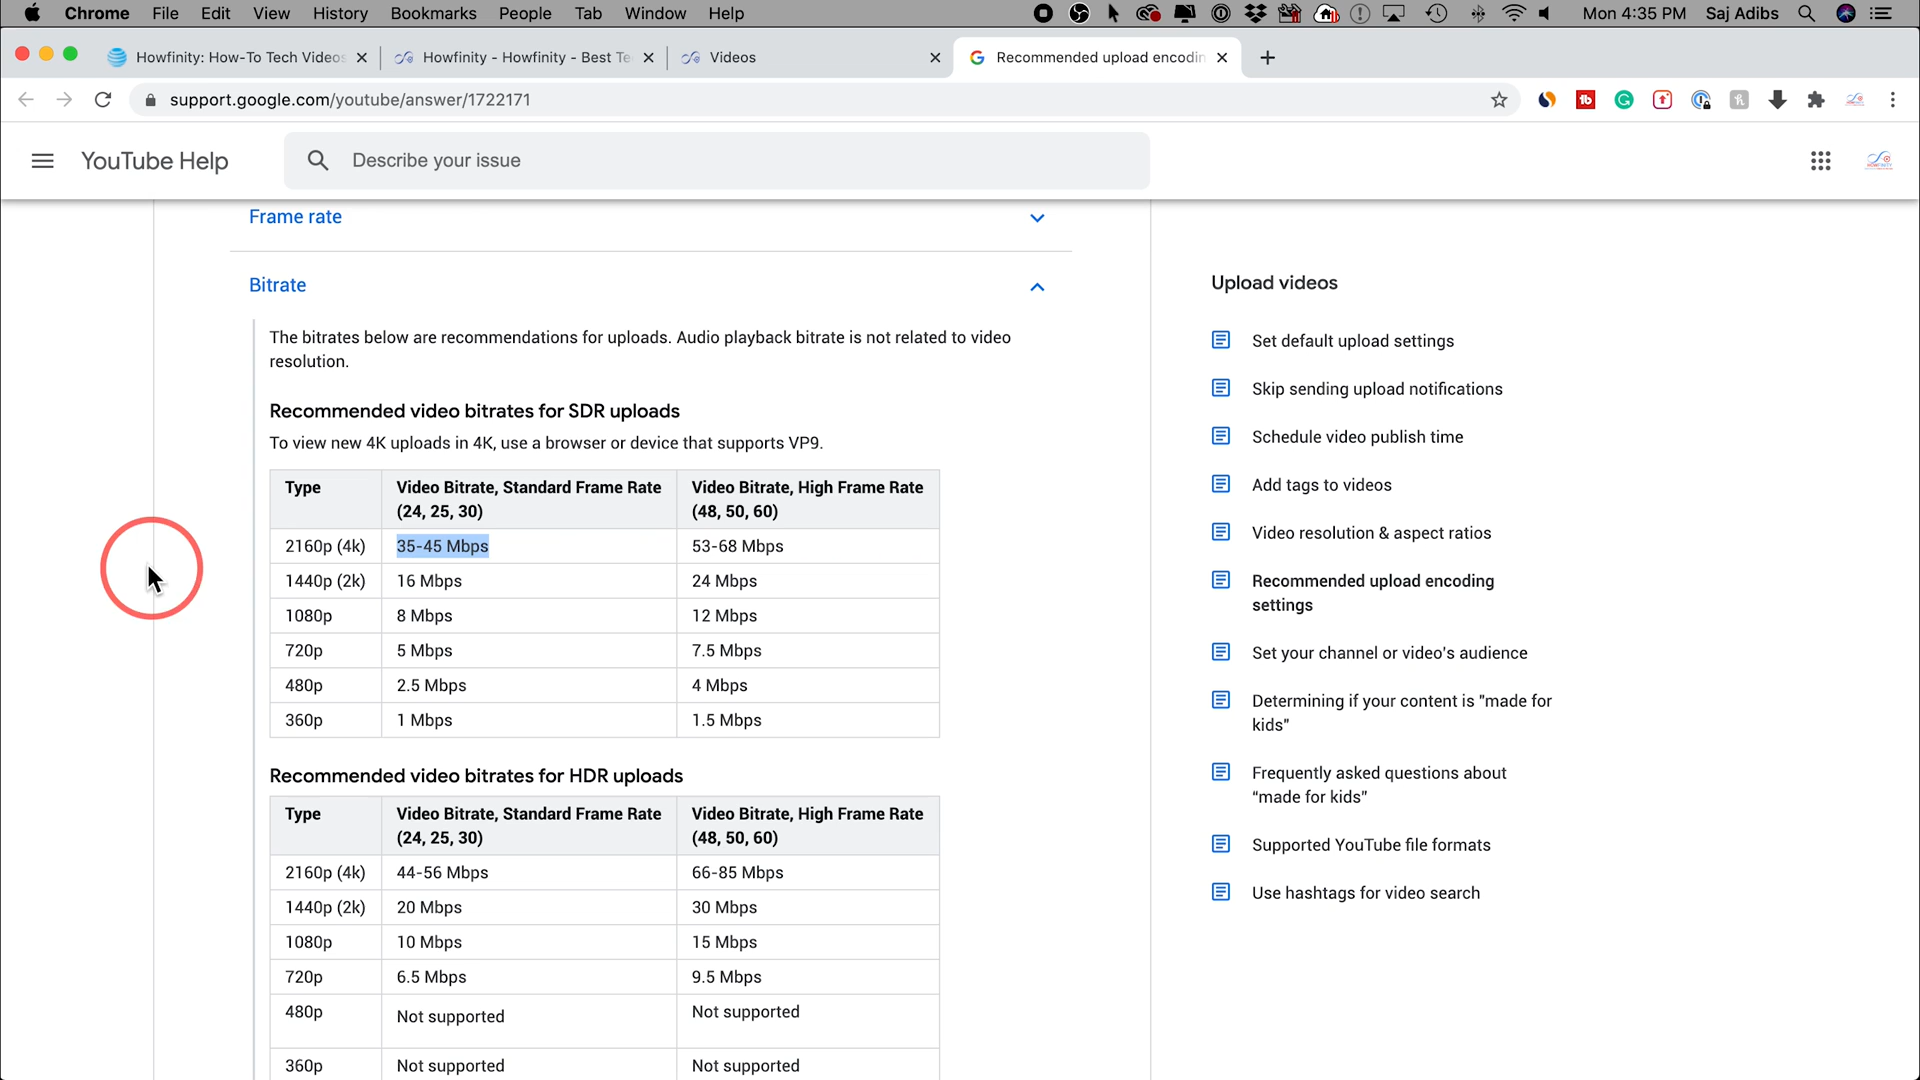 Chrome File Edit View History Bookmarks People Tab Window Help Mon 4:35 PM Saj Adibs
Howfinity: How-To Tech Videos Howfinity - Howfinity - Best Te Videos Recommended upload encodin
support.google.com/youtube/answer/1722171
YouTube Help Describe your issue
Frame rate
Bitrate
The bitrates below are recommendations for uploads. Audio playback bitrate is not related to video
resolution.
Recommended video bitrates for SDR uploads
To view new 4K uploads in 4K, use a browser or device that supports VP9.
Type Video Bitrate, Standard Frame Rate (24, 25, 30) Video Bitrate, High Frame Rate (48, 50, 60)
2160p (4k) 35-45 Mbps 53-68 Mbps
1440p (2k) 16 Mbps 24 Mbps
1080p 8 Mbps 12 Mbps
720p 5 Mbps 7.5 Mbps
480p 2.5 Mbps 4 Mbps
360p 1 Mbps 1.5 Mbps
Recommended video bitrates for HDR uploads
Type Video Bitrate, Standard Frame Rate (24, 25, 30) Video Bitrate, High Frame Rate (48, 50, 60)
2160p (4k) 44-56 Mbps 66-85 Mbps
1440p (2k) 20 Mbps 30 Mbps
1080p 10 Mbps 15 Mbps
720p 6.5 Mbps 9.5 Mbps
480p Not supported Not supported
360p Not supported Not supported
Upload videos
Set default upload settings
Skip sending upload notifications
Schedule video publish time
Add tags to videos
Video resolution & aspect ratios
Recommended upload encoding
settings
Set your channel or video's audience
Determining if your content is "made for
kids"
Frequently asked questions about
“made for kids”
Supported YouTube file formats
Use hashtags for video search